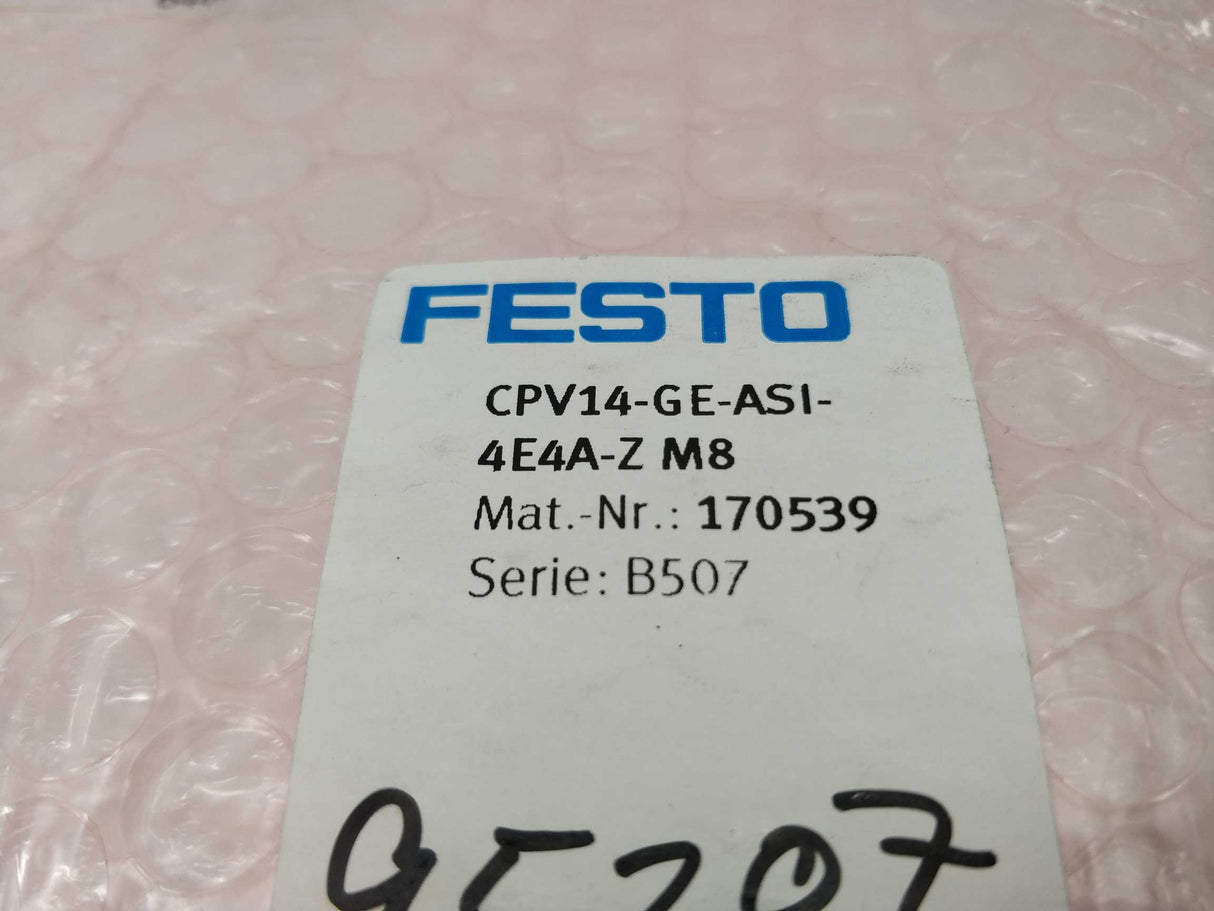 FESTO
CPV14-GE-ASI-
4E4A-Z M8
Mat.-Nr.: 170539
Serie: B507